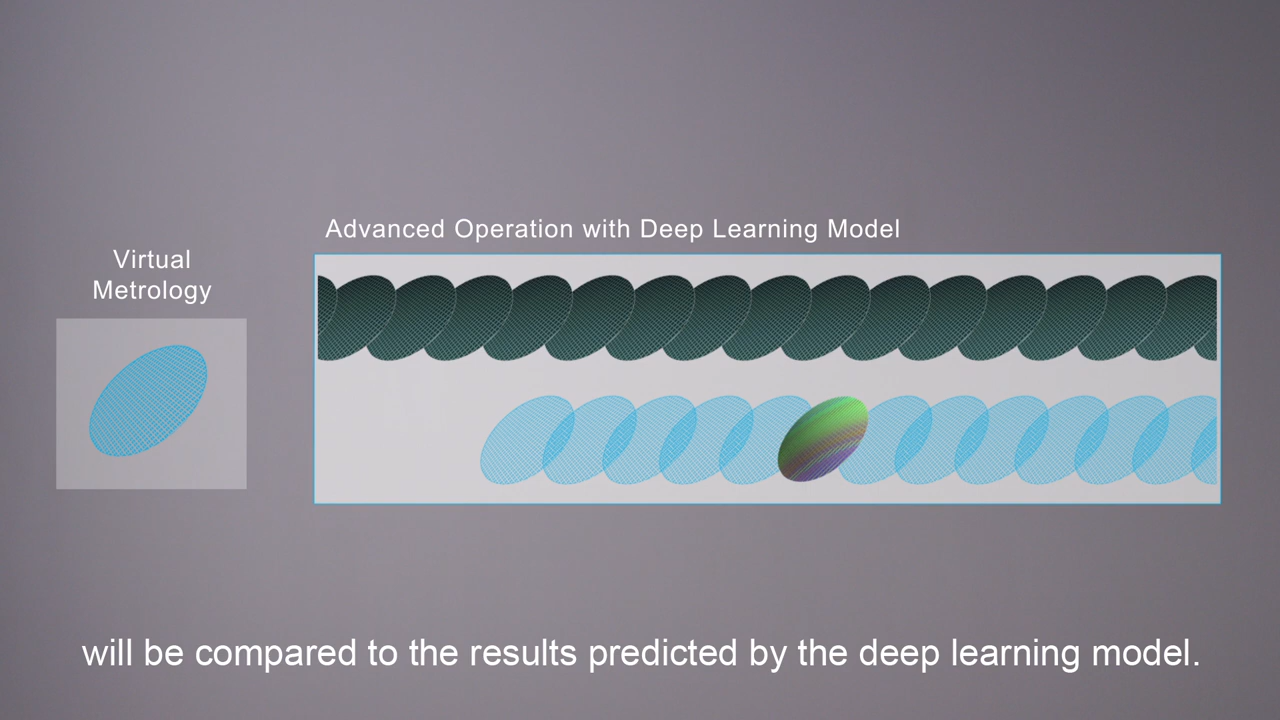 Advanced Operation with Deep Learning Model
Virtual
Metrology
will be compared to the results predicted by the deep learning model.